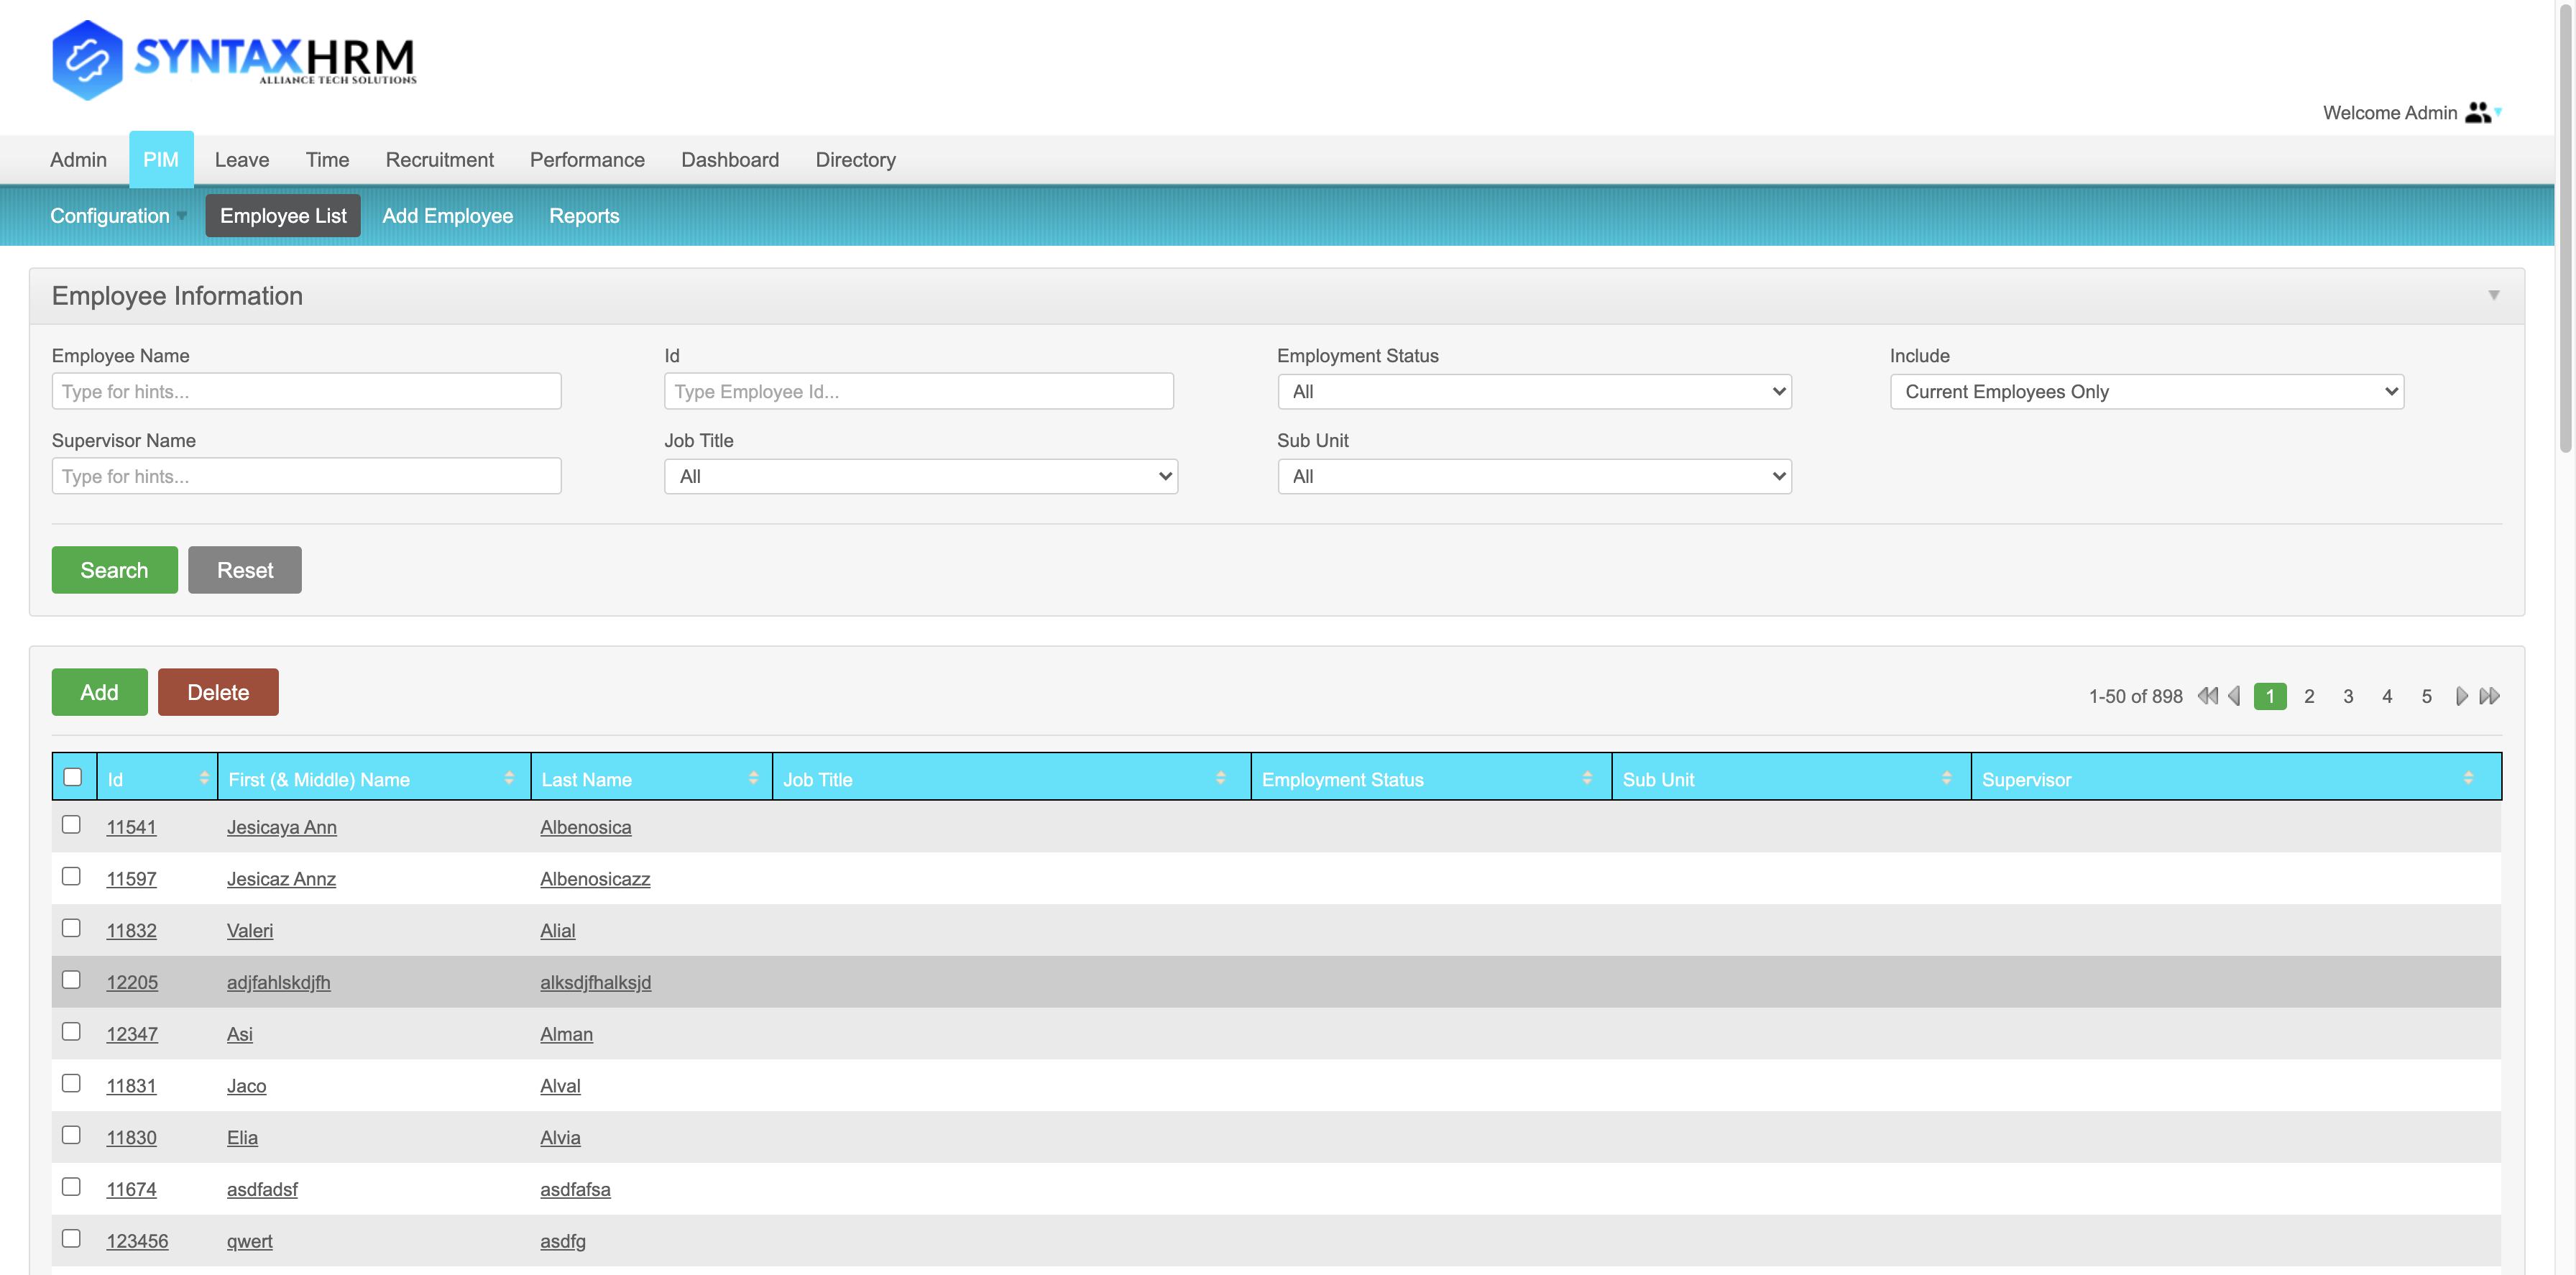 SYNTAXHRM
ALLIANCE TECH SOLUTIONS
Welcome Admin
Admin PIM Leave Time Recruitment Performance Dashboard Directory
Configuration Employee List Add Employee Reports
Employee Information
Employee Name Id Employment Status Include
Type for hints... Type Employee Id... All Current Employees Only
Supervisor Name Job Title Sub Unit
Type for hints... All All
Search Reset
Add Delete 1-50 of 898 1 2 3 4 5
Id First (& Middle) Name Last Name Job Title Employment Status Sub Unit Supervisor
11541 Jesicaya Ann Albenosica
11597 Jesicaz Annz Albenosicazz
11832 Valeri Alial
12205 adjfahlskdjfh alksdjfhalksjd
12347 Asi Alman
11831 Jaco Alval
11830 Elia Alvia
11674 asdfadsf asdfafsa
123456 qwert asdfg